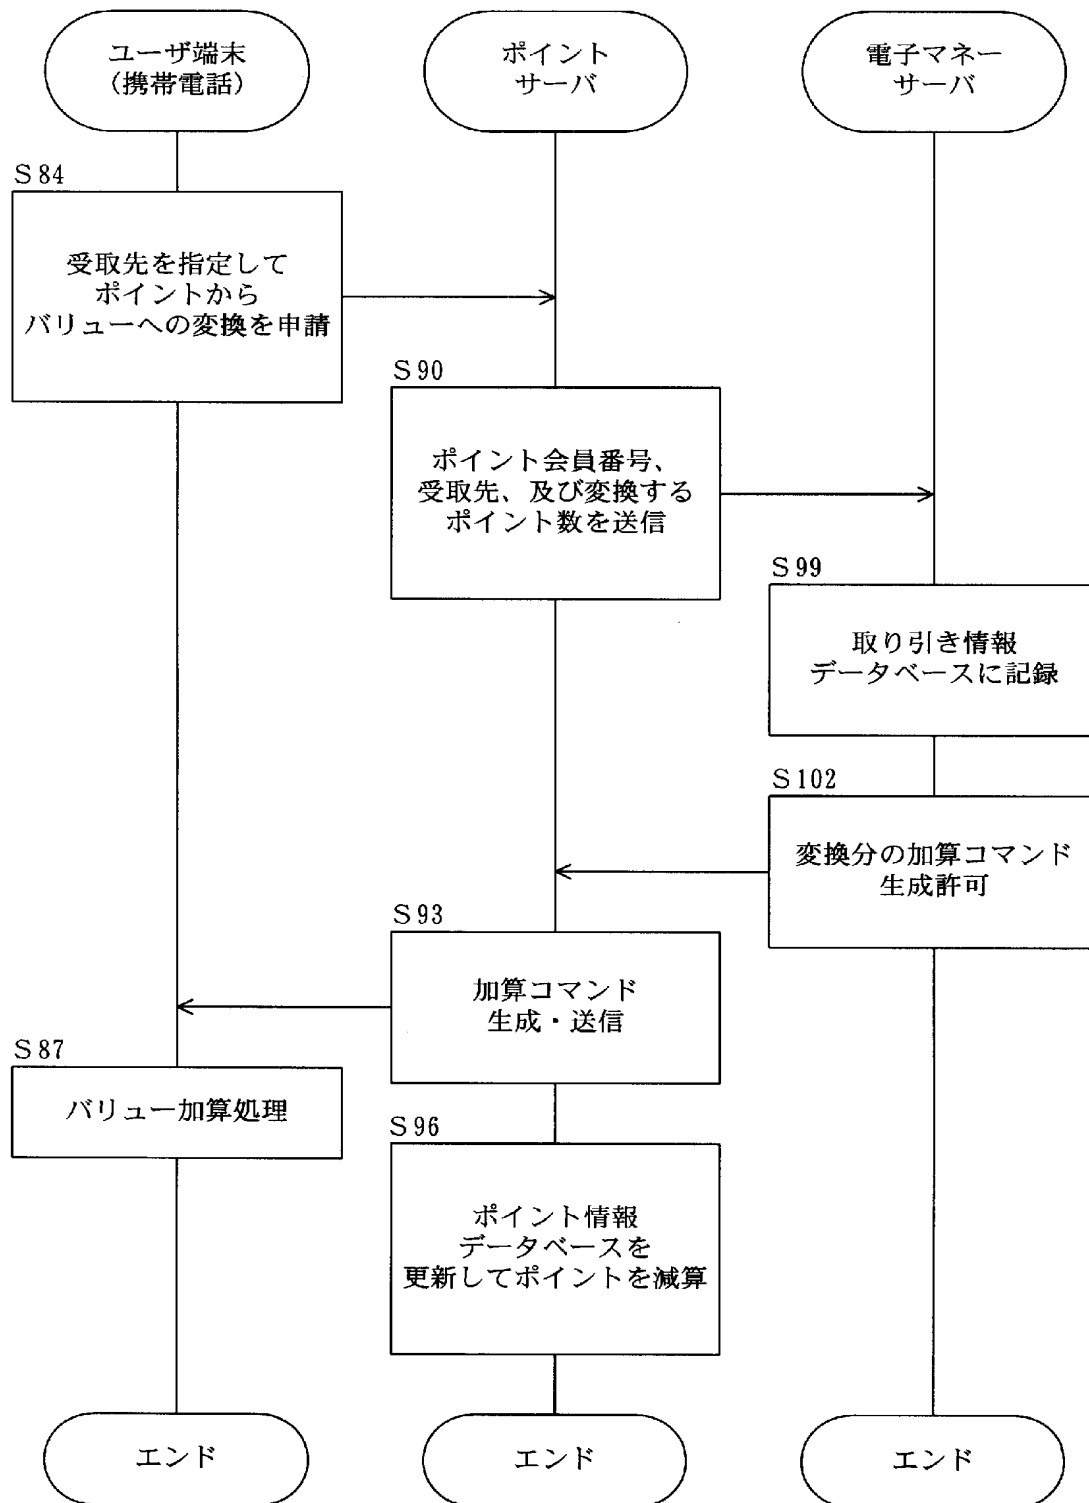 ユーザ端末
(携帯電話)
ポイント
サーバ
電子マネー
サーバ
S84
受取先を指定して
ポイントから
バリューへの変換を申請
S90
ポイント会員番号、
受取先、及び変換する
ポイント数を送信
S99
取り引き情報
データベースに記録
S102
変換分の加算コマンド
生成許可
S93
加算コマンド
生成・送信
S87
バリュー加算処理
S96
ポイント情報
データベースを
更新してポイントを減算
エンド
エンド
エンド